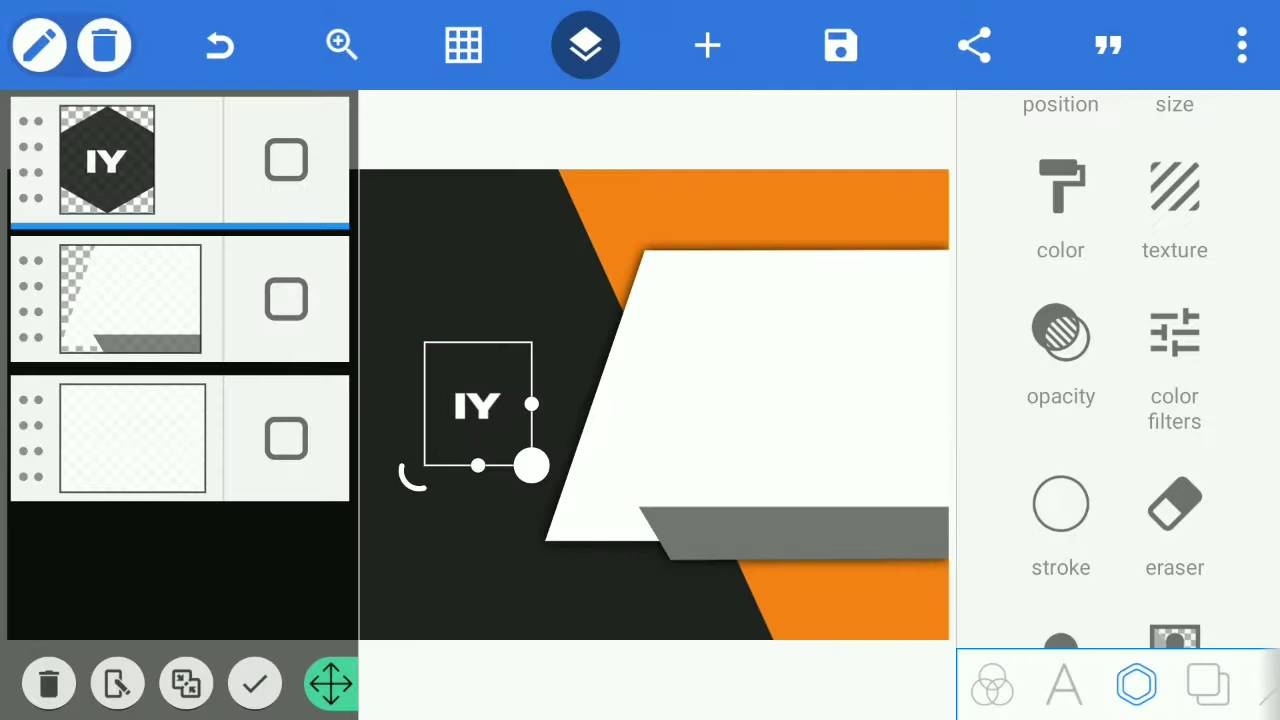 IY
IY
position size
color texture
opacity color
filters
stroke eraser